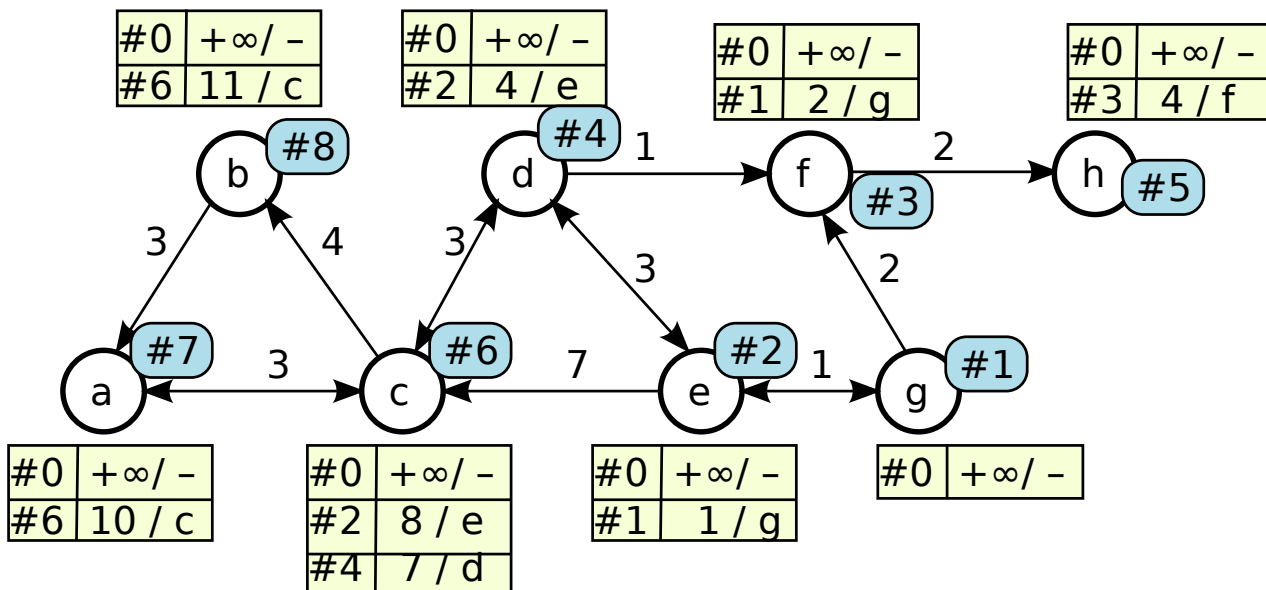 #0 +∞/ –
#6 11 / c
#0 +∞/ –
#2 4 / e
#0 +∞/ –
#1 2 / g
#0 +∞/ –
#3 4 / f
b
#8
d
#4
1
f
#3
2
h
#5
3
4
3
3
2
a
#7
3
c
#6
7
e
#2
1
g
#1
#0 +∞/ –
#6 10 / c
#0 +∞/ –
#2 8 / e
#4 7 / d
#0 +∞/ –
#1 1 / g
#0 +∞/ –